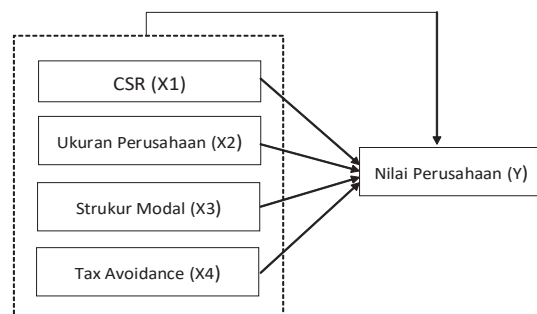 CSR (X1)
Ukuran Perusahaan (X2)
Nilai Perusahaan (Y)
Strukur Modal (X3)
Tax Avoidance (X4)